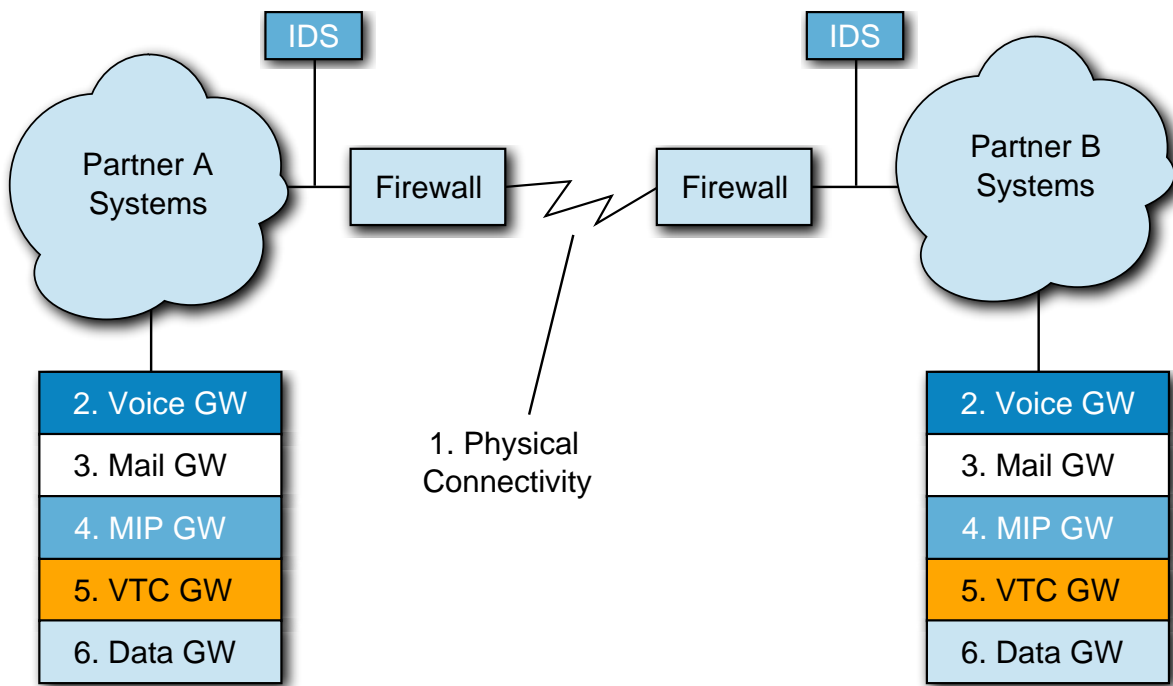 IDS
IDS
Partner A
Systems
Firewall
Firewall
Partner B
Systems
1. Physical
Connectivity
2. Voice GW
3. Mail GW
4. MIP GW
5. VTC GW
6. Data GW
2. Voice GW
3. Mail GW
4. MIP GW
5. VTC GW
6. Data GW